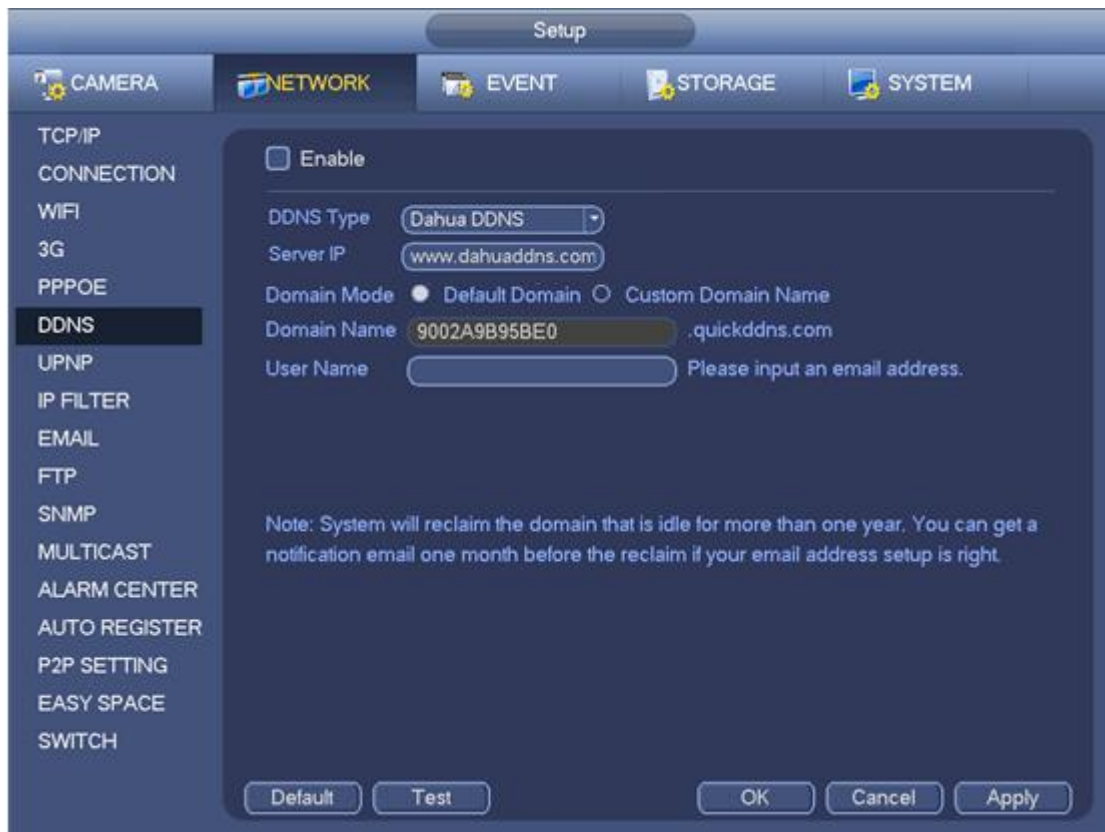 Setup
CAMERA NETWORK EVENT STORAGE SYSTEM
TCP/IP
CONNECTION
WIFI
3G
PPPOE
DDNS
UPNP
IP FILTER
EMAIL
FTP
SNMP
MULTICAST
ALARM CENTER
AUTO REGISTER
P2P SETTING
EASY SPACE
SWITCH
Enable
DDNS Type Dahua DDNS
Server IP www.dahuaddns.com
Domain Mode Default Domain Custom Domain Name
Domain Name 9002A9B95BE0 .quickddns.com
User Name Please input an email address.
Note: System will reclaim the domain that is idle for more than one year. You can get a
notification email one month before the reclaim if your email address setup is right.
Default Test OK Cancel Apply